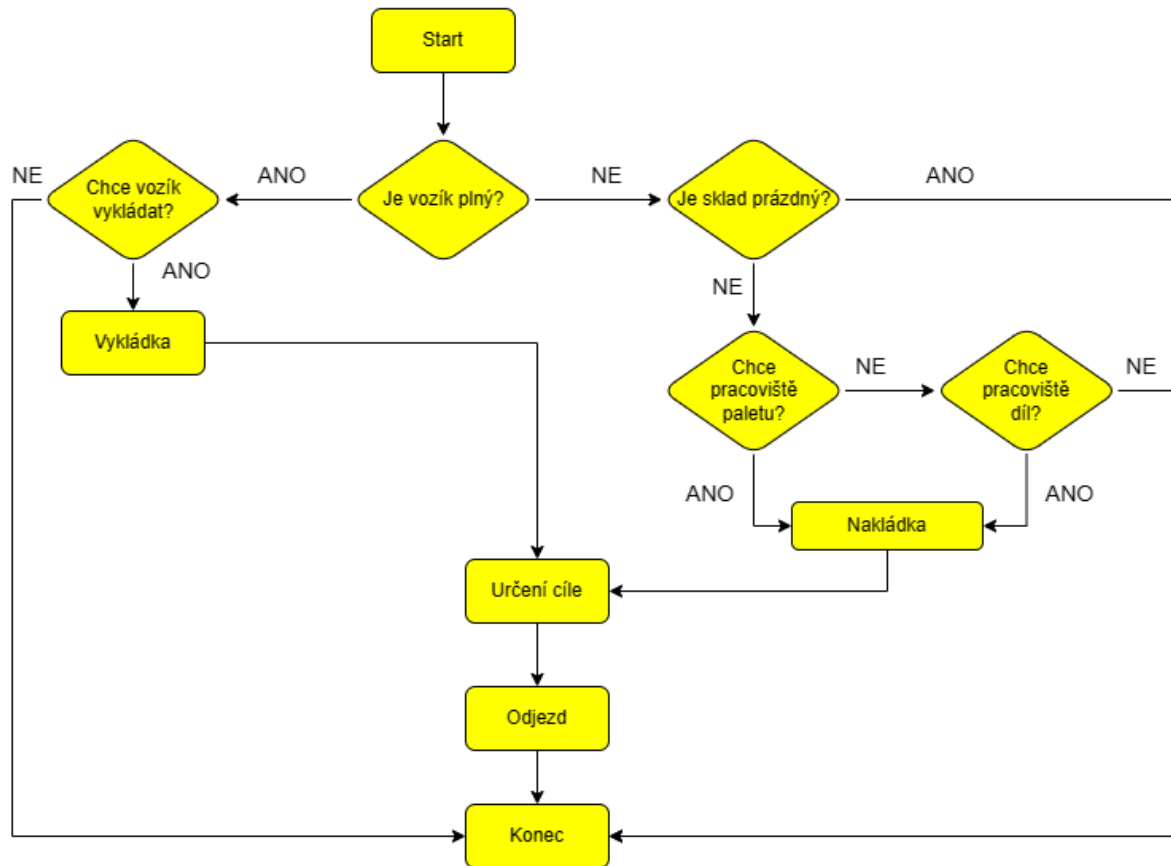 Start
NE
Chce vozík
vykládat?
ANO
Je vozík plný?
NE
Je sklad prázdný?
ANO
ANO
NE
Vykládka
Chce
pracoviště
paletu?
NE
Chce
pracoviště
díl?
NE
ANO
Nakládka
ANO
Určení cíle
Odjezd
Konec